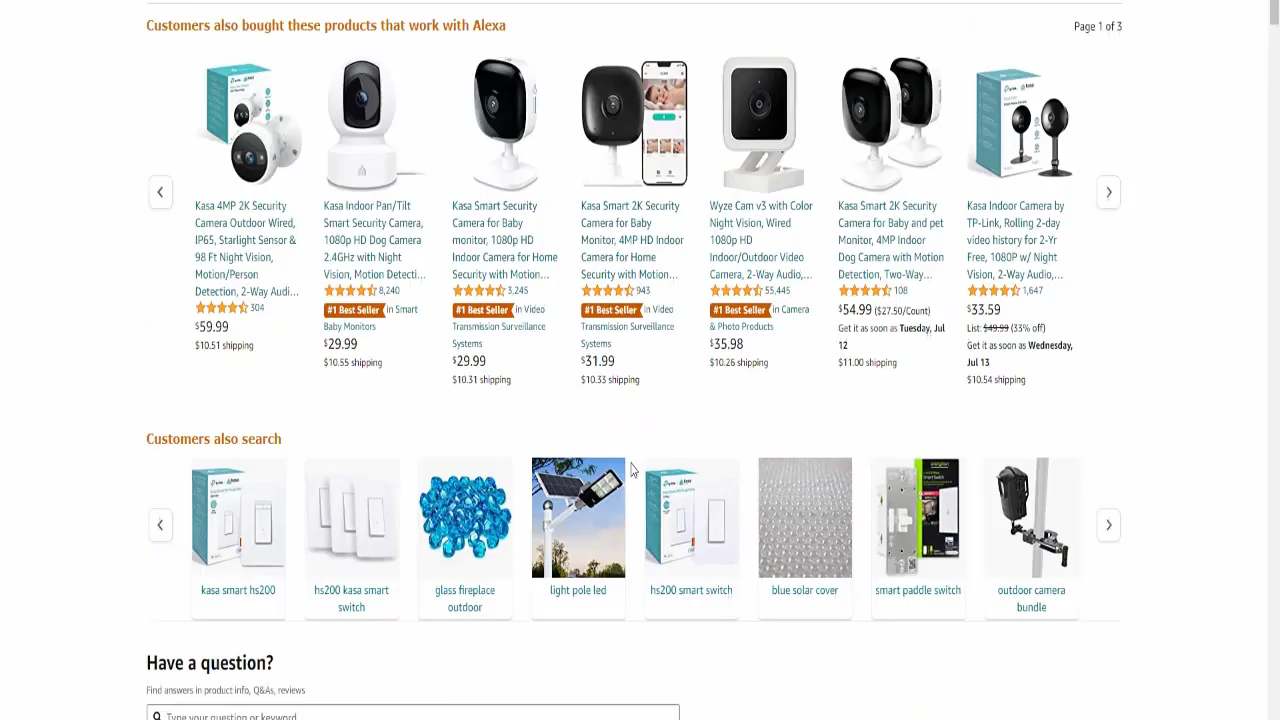 Customers also bought these products that work with Alexa
Page 1 of 3
Kasa 4MP 2K Security
Camera Outdoor Wired,
IP65, Starlight Sensor &
98 Ft Night Vision,
Motion/Person
Detection, 2-Way Audi...
304
$59.99
$10.51 shipping
Kasa Indoor Pan/Tilt
Smart Security Camera,
1080p HD Dog Camera
2.4GHz with Night
Vision, Motion Detecti...
8,240
#1 Best Seller in Smart
Baby Monitors
$29.99
$10.55 shipping
Kasa Smart Security
Camera for Baby
monitor, 1080p HD
Indoor Camera for Home
Security with Motion...
3,245
#1 Best Seller in Video
Transmission Surveillance
Systems
$29.99
$10.31 shipping
Kasa Smart 2K Security
Camera for Baby
Monitor, 4MP HD Indoor
Camera for Home
Security with Motion...
943
#1 Best Seller in Video
Transmission Surveillance
Systems
$31.99
$10.33 shipping
Wyze Cam v3 with Color
Night Vision, Wired
1080p HD
Indoor/Outdoor Video
Camera, 2-Way Audio,...
55,445
#1 Best Seller in Camera
& Photo Products
$35.98
$10.26 shipping
Kasa Smart 2K Security
Camera for Baby and pet
Monitor, 4MP Indoor
Dog Camera with Motion
Detection, Two-Way...
108
$54.99 ($27.50/Count)
Get it as soon as Tuesday, Jul
12
$11.00 shipping
Kasa Indoor Camera by
TP-Link, Rolling 2-day
video history for 2-Yr
Free, 1080P w/ Night
Vision, 2-Way Audio,...
1,647
$33.59
List: $49.99 (33% off)
Get it as soon as Wednesday,
Jul 13
$10.54 shipping
Customers also search
kasa smart hs200
hs200 kasa smart
switch
glass fireplace
outdoor
light pole led
hs200 smart switch
blue solar cover
smart paddle switch
outdoor camera
bundle
Have a question?
Find answers in product info, Q&As, reviews
Type your question or keyword